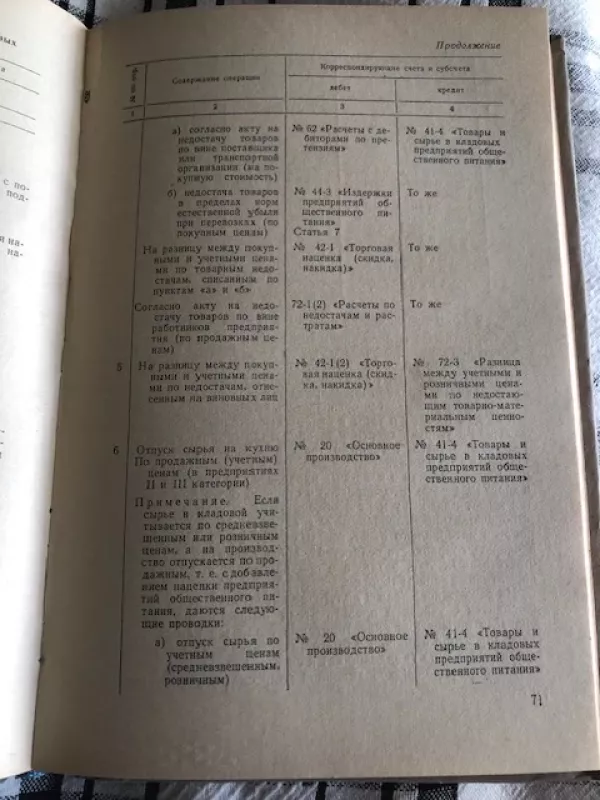 Продолжение
№ № пп
Содержание операции
Корреспондирующие счета и субсчета
дебет
кредит
1
2
3
4
а) согласно акту на
недостачу товаров
по вине поставщика
или транспортной
организации (на по-
купную стоимость)
№ 62 «Расчеты с де-
биторами по пре-
тензиям»
№ 41-4 «Товары и
сырье в кладовых
предприятий обще-
ственного питания»
б) недостача товаров
в пределах норм
естественной убыли
при перевозках (по
покупным ценам)
№ 44-3 «Издержки
предприятий об-
щественного пи-
тания»
Статья 7
То же
На разницу между покуп-
ными и учетными цена-
ми по товарным недо-
стачам, списанным по
пунктам «а» и «б»
№ 42-1 «Торговая
наценка (скидка,
накидка)»
То же
Согласно акту на недо-
стачу товаров по вине
работников предприя-
тия (по продажным це-
нам)
72-1(2) «Расчеты по
недостачам и рас-
тратам»
То же
5
На разницу между покуп-
ными и учетными ценами
по недостачам, отне-
сенным на виновных лиц
№ 42-1(2) «Торго-
вая наценка (скид-
ка, накидка)»
№ 72-3 «Разница
между учетными и
розничными цена-
ми по недостаю-
щим товарно-мате-
риальным ценно-
стям»
6
Отпуск сырья на кухню
По продажным (учетным)
ценам (в предприятиях
II и III категории)
№ 20 «Основное
производство»
№ 41-4 «Товары и
сырье в кладовых
предприятий обще-
ственного питания»
Примечание. Если
сырье в кладовой учи-
тывается по средневзве-
шенным или розничным
ценам, а на производ-
ство отпускается по про-
дажным, т. е. с добавле-
нием наценки предприя-
тий общественного пи-
тания, даются следую-
щие проводки:
а) отпуск сырья по
учетным ценам
(средневзвешенным,
розничным)
№ 20 «Основное
производство»
№ 41-4 «Товары и
сырье в кладовых
предприятий обще-
ственного питания»
71